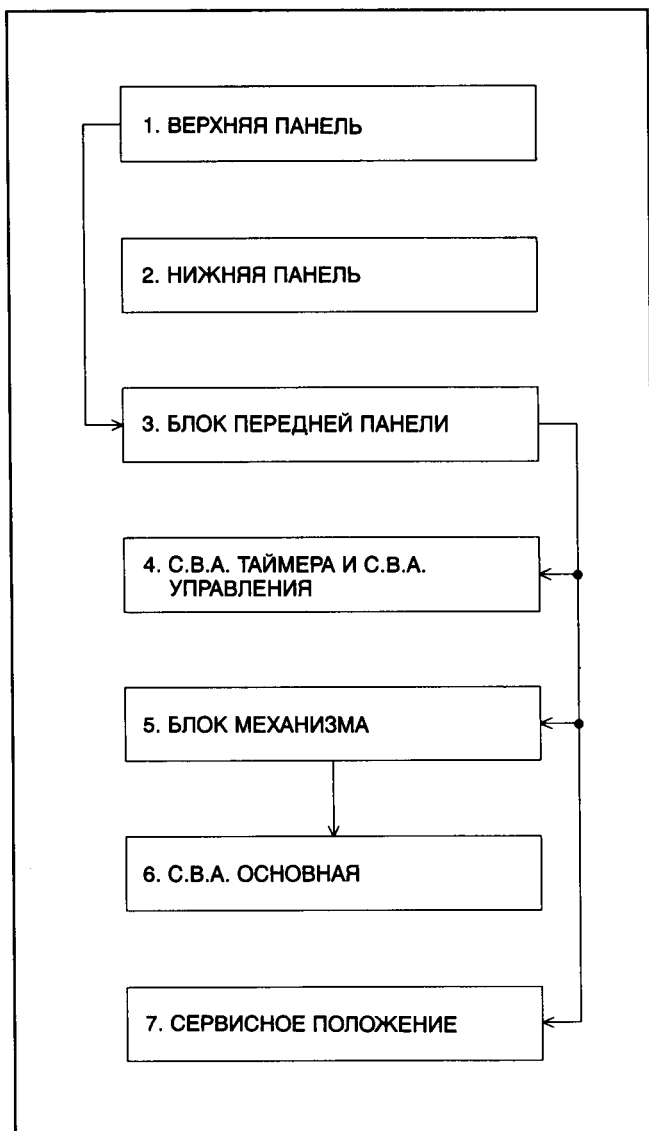 1. ВЕРХНЯЯ ПАНЕЛЬ
2. НИЖНЯЯ ПАНЕЛЬ
3. БЛОК ПЕРЕДНЕЙ ПАНЕЛИ
4. С.В.А. ТАЙМЕРА И С.В.А.
УПРАВЛЕНИЯ
5. БЛОК МЕХАНИЗМА
6. С.В.А. ОСНОВНАЯ
7. СЕРВИСНОЕ ПОЛОЖЕНИЕ